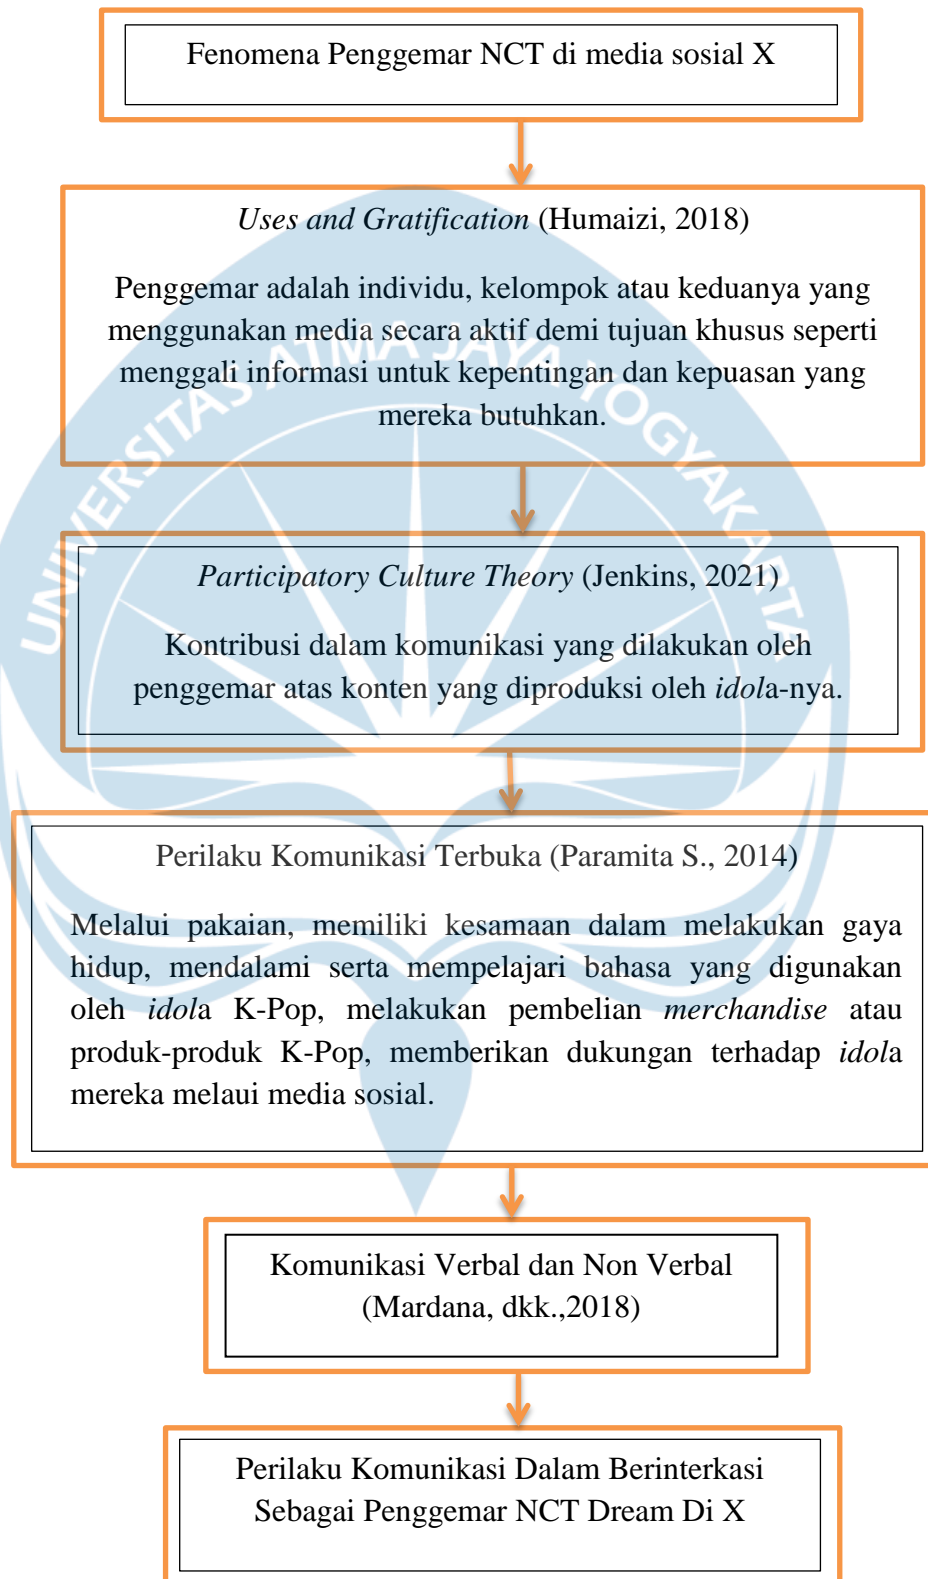 Fenomena Penggemar NCT di media sosial X
Uses and Gratification (Humaizi, 2018)
Penggemar adalah individu, kelompok atau keduanya yang
menggunakan media secara aktif demi tujuan khusus seperti
menggali informasi untuk kepentingan dan kepuasan yang
mereka butuhkan.
UNIVERSITAS ATMA JAYA YOGYAKARTA
Participatory Culture Theory (Jenkins, 2021)
Kontribusi dalam komunikasi yang dilakukan oleh
penggemar atas konten yang diproduksi oleh idola-nya.
Perilaku Komunikasi Terbuka (Paramita S., 2014)
Melalui pakaian, memiliki kesamaan dalam melakukan gaya
hidup, mendalami serta mempelajari bahasa yang digunakan
oleh idola K-Pop, melakukan pembelian merchandise atau
produk-produk K-Pop, memberikan dukungan terhadap idola
mereka melaui media sosial.
Komunikasi Verbal dan Non Verbal
(Mardana, dkk.,2018)
Perilaku Komunikasi Dalam Berinterkasi
Sebagai Penggemar NCT Dream Di X